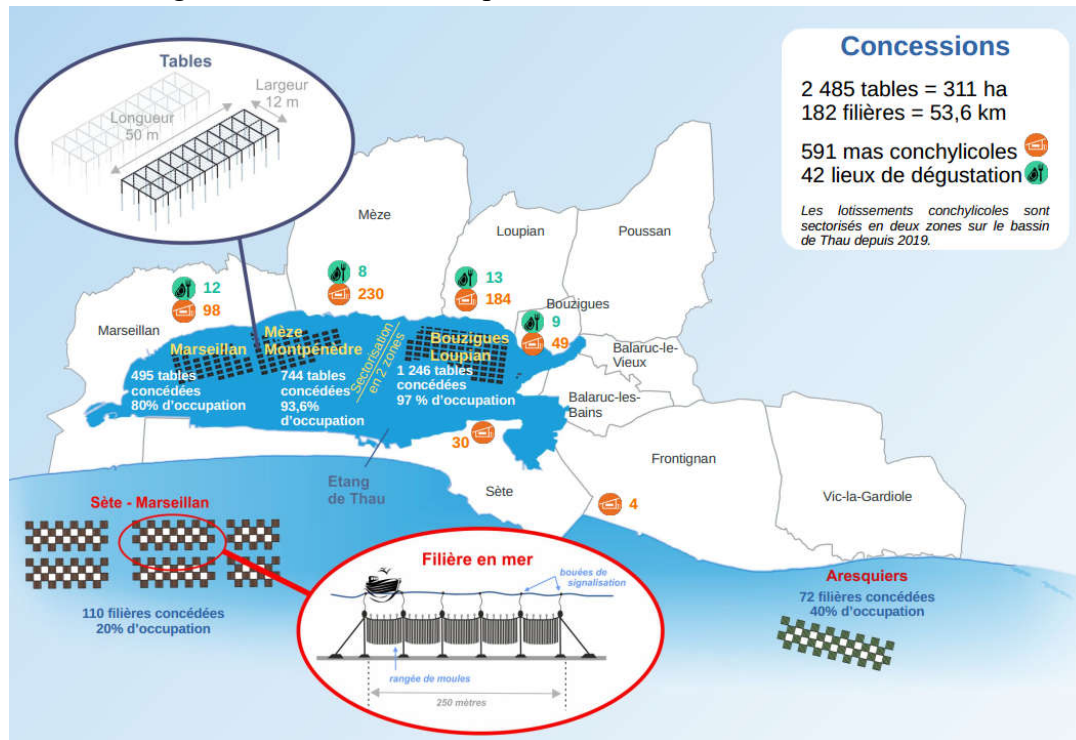 Concessions
2 485 tables = 311 ha
182 filières = 53,6 km
591 mas conchylicoles
42 lieux de dégustation
Les lotissements conchylicoles sont
sectorisés en deux zones sur le bassin
de Thau depuis 2019.
Tables
Largeur
12 m
Longueur
50 m
Mèze
Loupian
Poussan
8
230
13
184
12
98
Bouzigues
9
49
Marseillan
Marseillan
Mèze
Montpénèdre
Sectorisation
en 2 zones
Bouzigues
Loupian
495 tables
concédées
80% d'occupation
744 tables
concédées
93,6%
d'occupation
1 246 tables
concédées
97 % d'occupation
Balaruc-le-
Vieux
Balaruc-les-
Bains
30
Etang
de Thau
Sète
Frontignan
4
Vic-la-Gardiole
Sète - Marseillan
110 filières concédées
20% d'occupation
Filière en mer
bouées de
signalisation
rangée de moules
250 mètres
Aresquiers
72 filières concédées
40% d'occupation